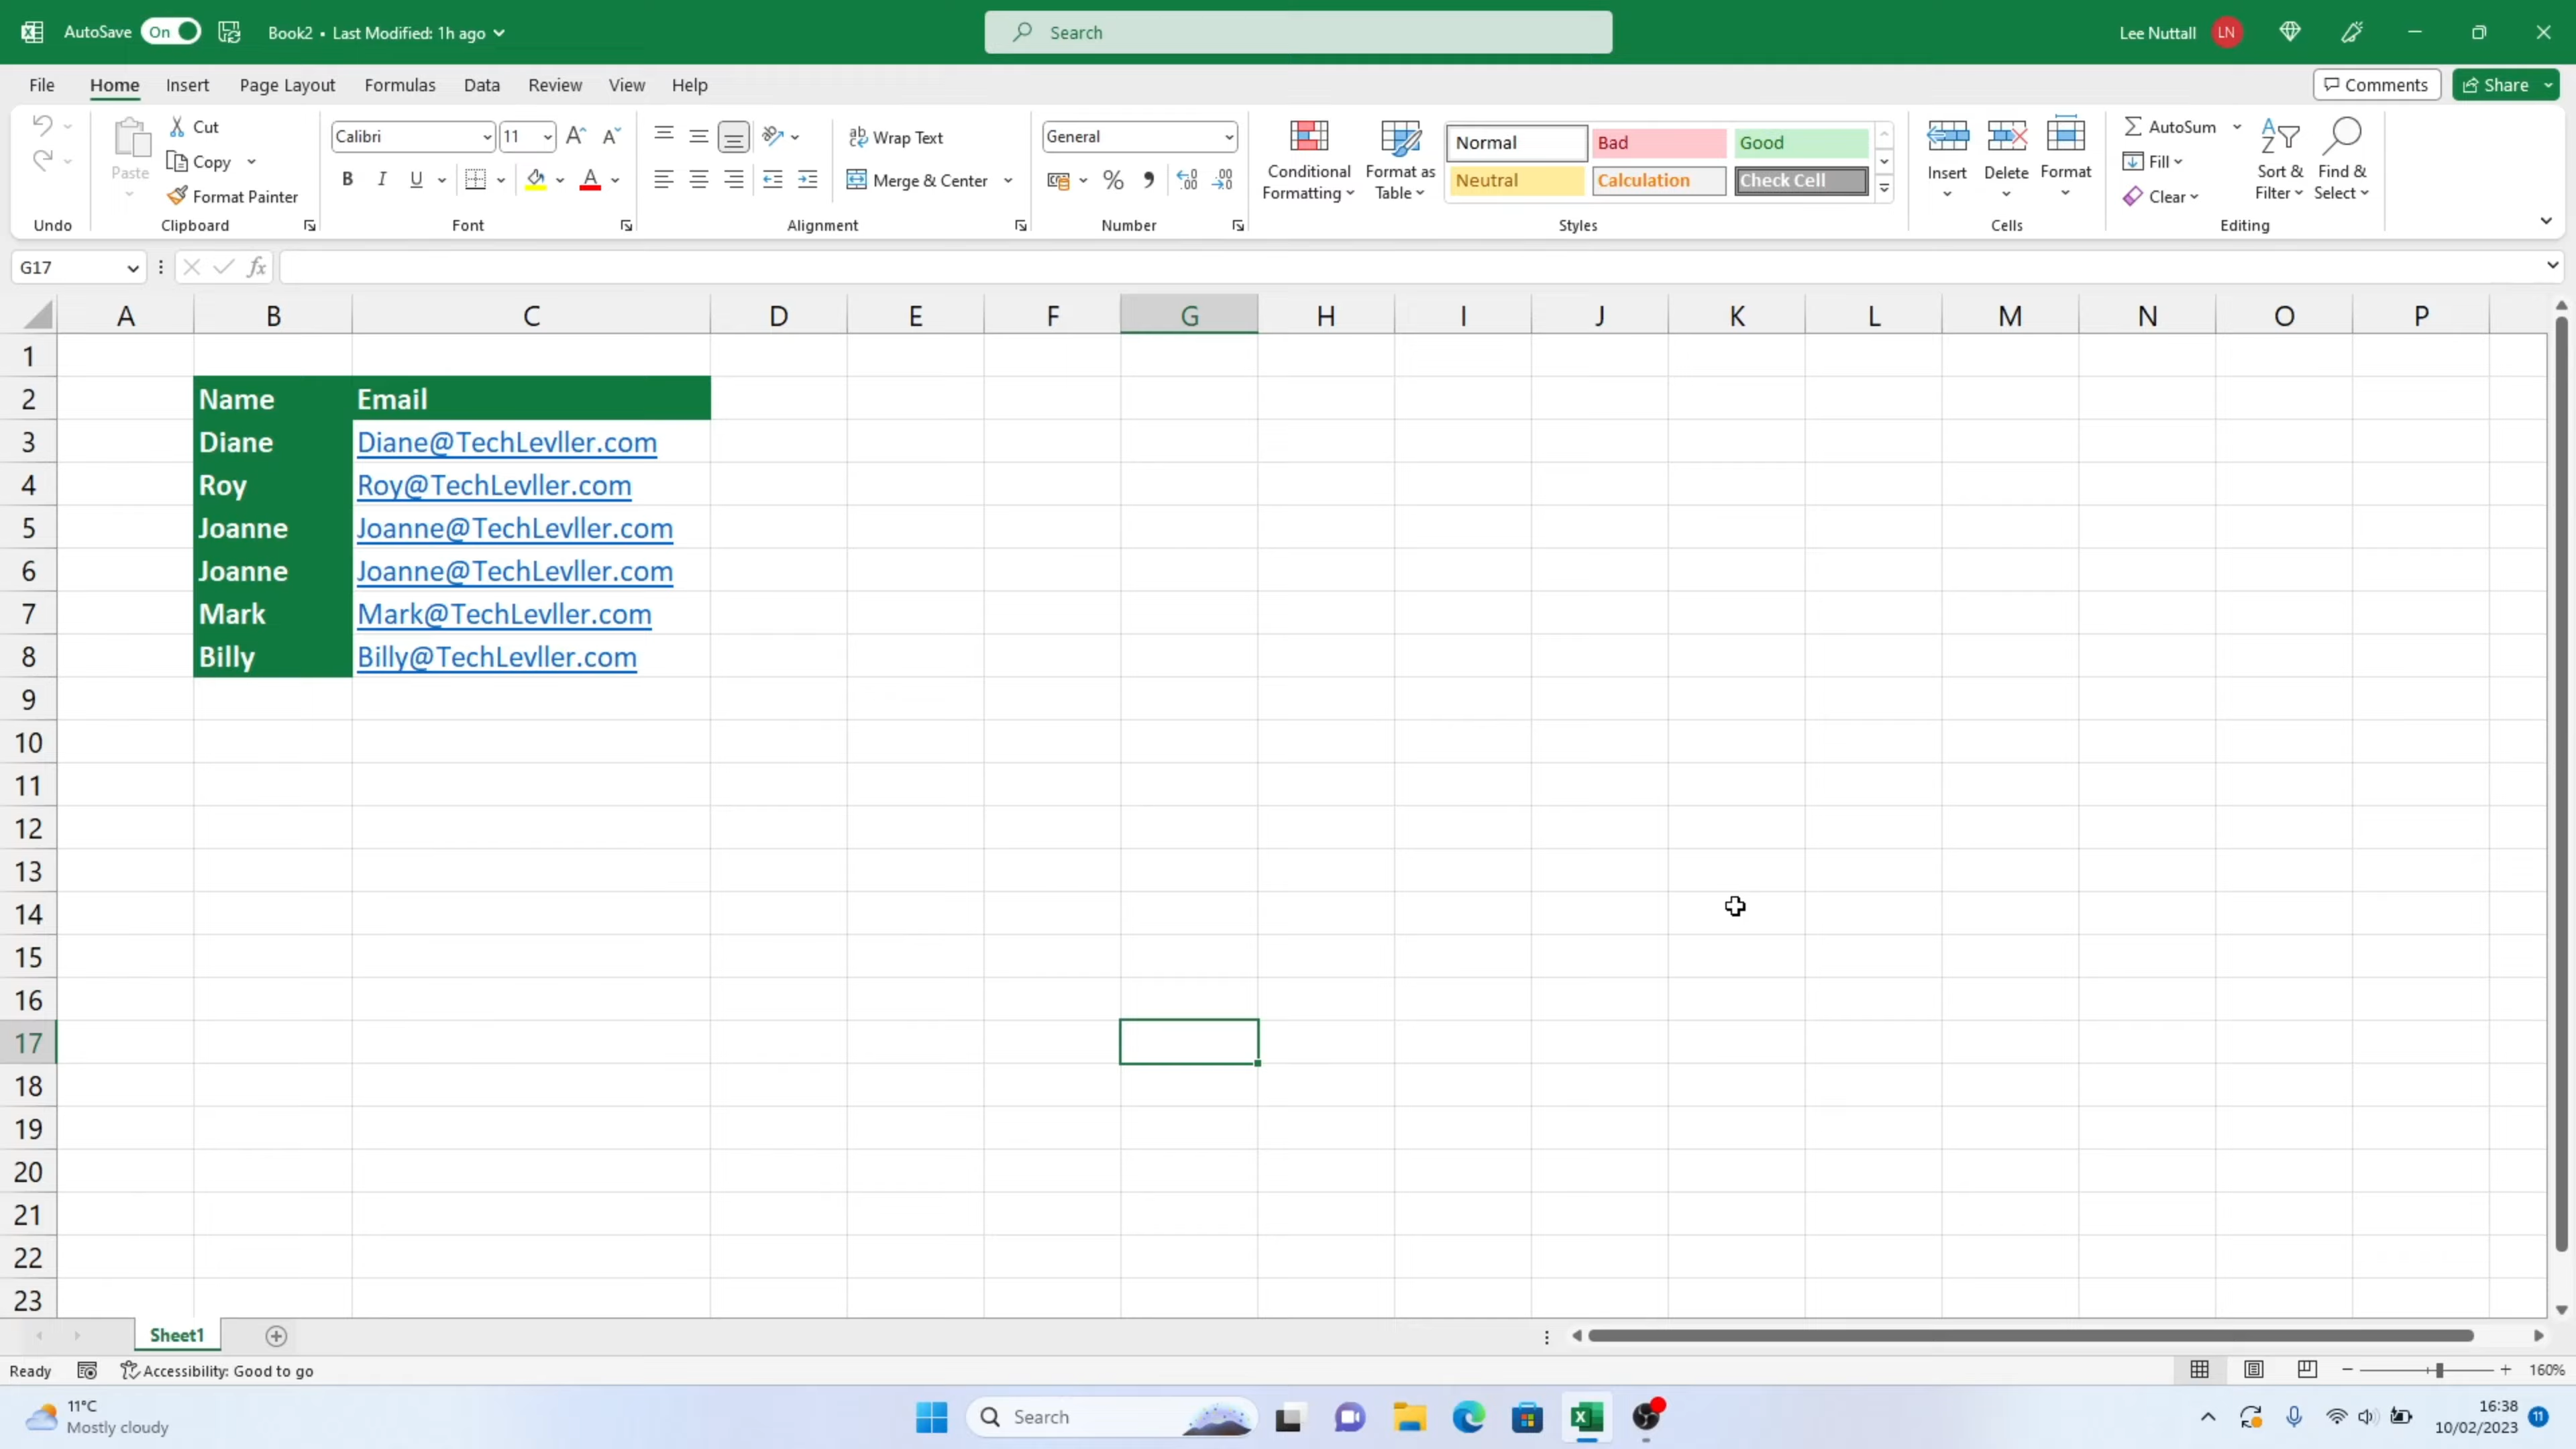 AutoSave On Book2 • Last Modified: 1h ago Search Lee Nuttall LN
File Home Insert Page Layout Formulas Data Review View Help Comments Share
Cut
Copy
Format Painter
Paste
Undo
Clipboard
Calibri 11
B I U A
Font
ab Wrap Text
Merge & Center
Alignment
General
% , .00
Number
Conditional Formatting
Format as Table
Normal Bad Good
Neutral Calculation Check Cell
Styles
Insert Delete Format
Cells
AutoSum
Fill
Clear
Sort & Filter
Find & Select
Editing
G17 fx
A B C D E F G H I J K L M N O P
1
2 Name Email
3 Diane Diane@TechLevller.com
4 Roy Roy@TechLevller.com
5 Joanne Joanne@TechLevller.com
6 Joanne Joanne@TechLevller.com
7 Mark Mark@TechLevller.com
8 Billy Billy@TechLevller.com
9
10
11
12
13
14
15
16
17
18
19
20
21
22
23
Sheet1
Ready Accessibility: Good to go 160%
11°C
Mostly cloudy
Search
16:38
10/02/2023
11